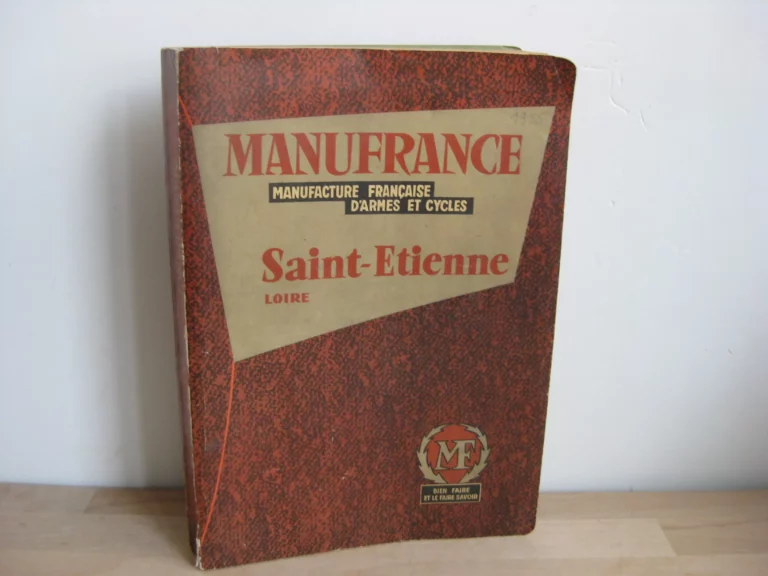 MANUFRANCE
MANUFACTURE FRANÇAISE
D'ARMES ET CYCLES
Saint-Etienne
LOIRE
MF
BIEN FAIRE
ET LE FAIRE SAVOIR